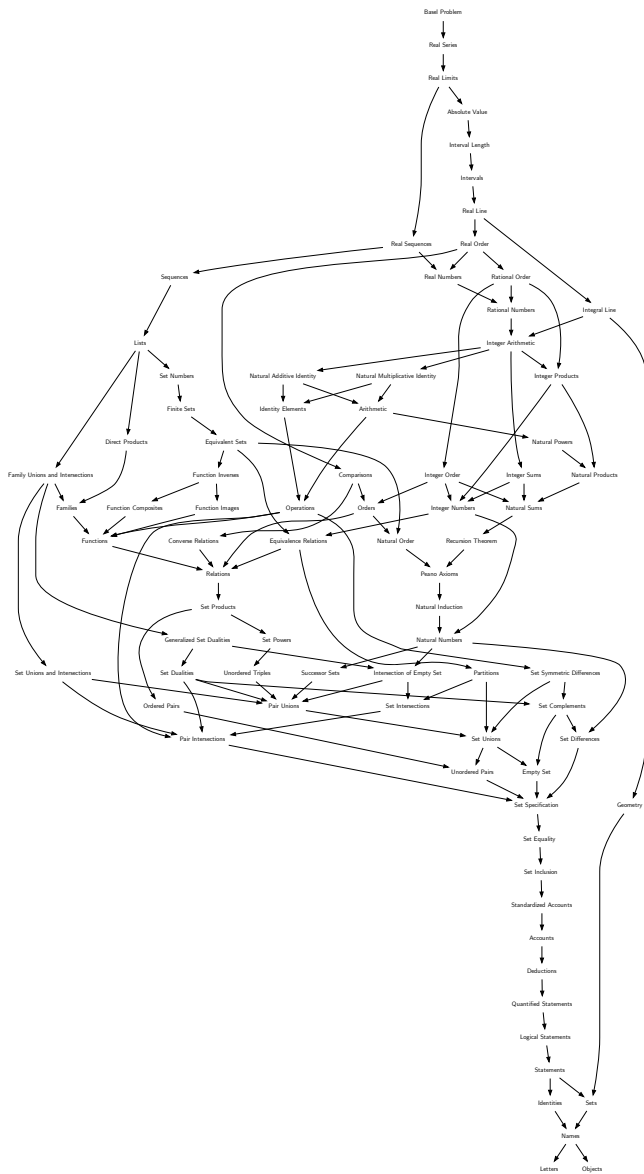 Basel Problem
Real Series
Real Limits
Absolute Value
Interval Length
Intervals
Real Line
Real Sequences Real Order
Sequences Real Numbers Rational Order
Rational Numbers Integral Line
Lists Integer Arithmetic
Set Numbers Natural Additive Identity Natural Multiplicative Identity Integer Products
Finite Sets Identity Elements Arithmetic
Direct Products Equivalent Sets Natural Powers
Family Unions and Intersections Function Inverses Comparisons Integer Order Integer Sums Natural Products
Families Function Composites Function Images Operations Orders Integer Numbers Natural Sums
Functions Converse Relations Equivalence Relations Natural Order Recursion Theorem
Relations Peano Axioms
Set Products Natural Induction
Generalized Set Dualities Set Powers Natural Numbers
Set Unions and Intersections Set Dualities Unordered Triples Successor Sets Intersection of Empty Set Partitions Set Symmetric Differences
Ordered Pairs Pair Unions Set Intersections Set Complements
Pair Intersections Set Unions Set Differences
Unordered Pairs Empty Set
Set Specification Geometry
Set Equality
Set Inclusion
Standardized Accounts
Accounts
Deductions
Quantified Statements
Logical Statements
Statements
Identities Sets
Names
Letters Objects